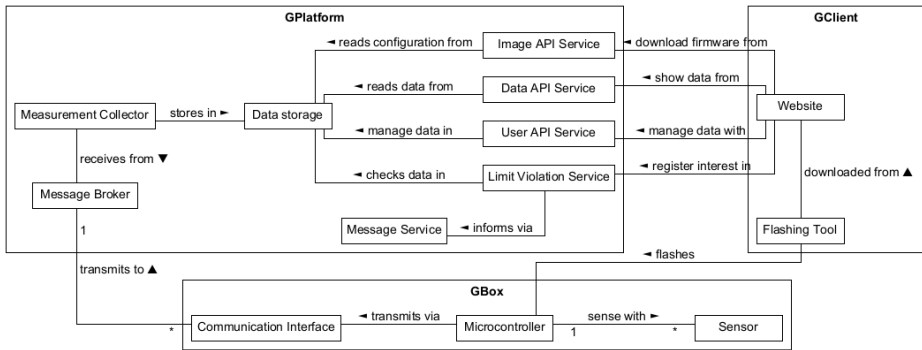 GPlatform
GClient
◄ reads configuration from
Image API Service
◄ download firmware from
◄ reads data from
Data API Service
◄ show data from
Measurement Collector
stores in ►
Data storage
Website
◄ manage data in
User API Service
◄ manage data with
receives from ▼
◄ checks data in
Limit Violation Service
◄ register interest in
downloaded from ▲
Message Broker
1
Message Service
◄ informs via
Flashing Tool
◄ flashes
transmits to ▲
GBox
*
Communication Interface
◄ transmits via
Microcontroller
1
sense with ►
*
Sensor